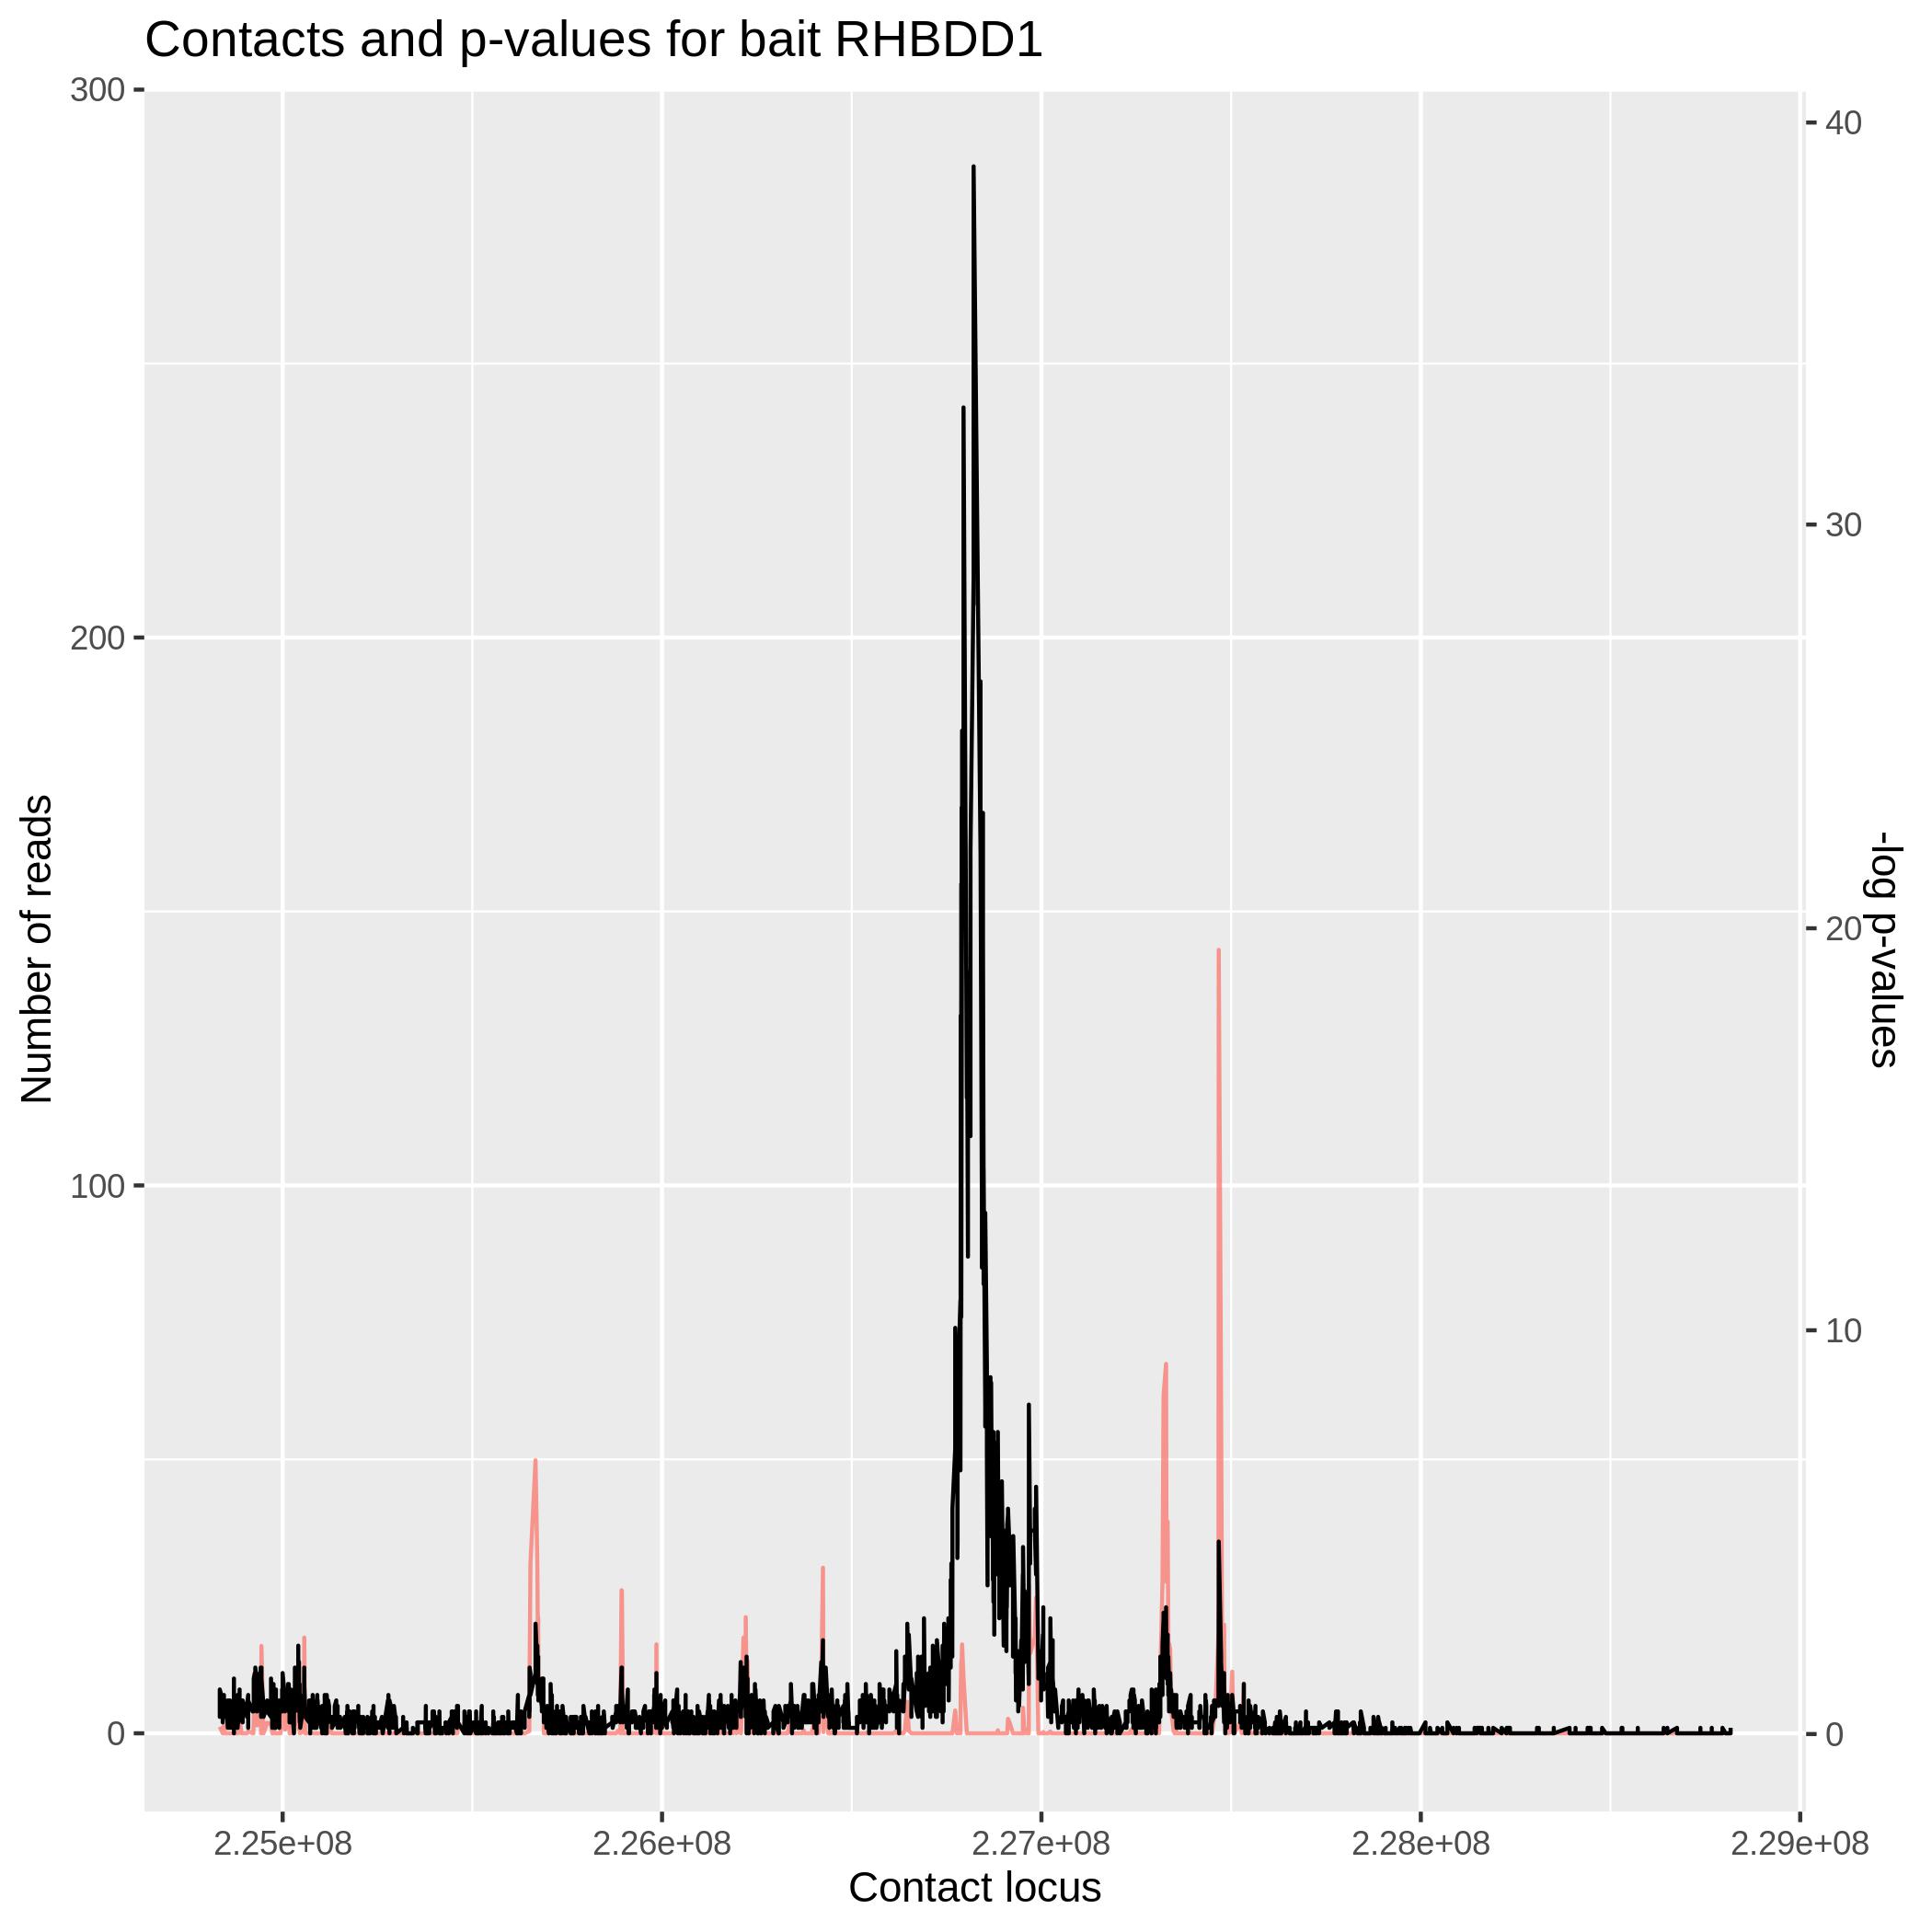 Contacts and p-values for bait RHBDD1
300
200
100
0
Number of reads
40
30
20
10
0
-log p-values
2.25e+08
2.26e+08
2.27e+08
2.28e+08
2.29e+08
Contact locus